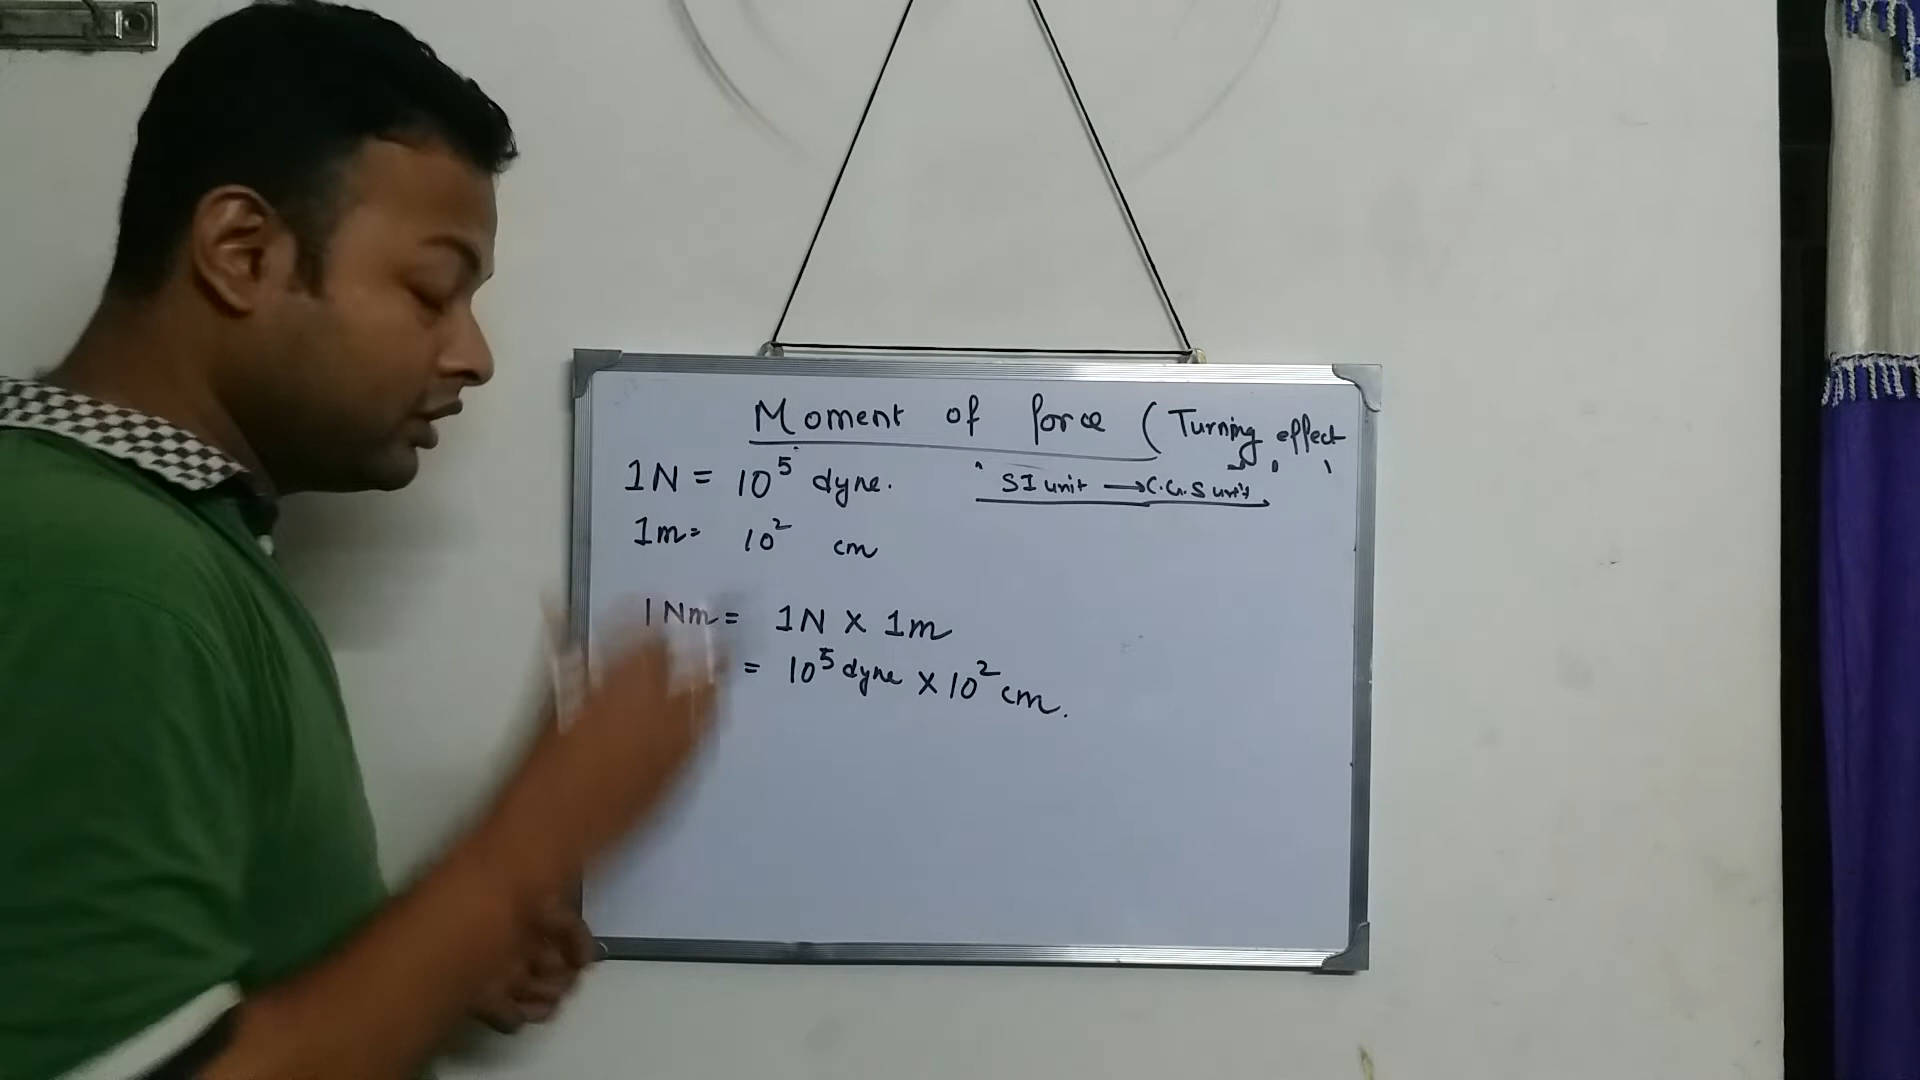 Moment of force (Turning effect
1N = 10⁵ dyne.
SI unit → C.G.S unit.
1m = 10² cm
1Nm = 1N X 1m
= 10⁵ dyne X 10² cm.